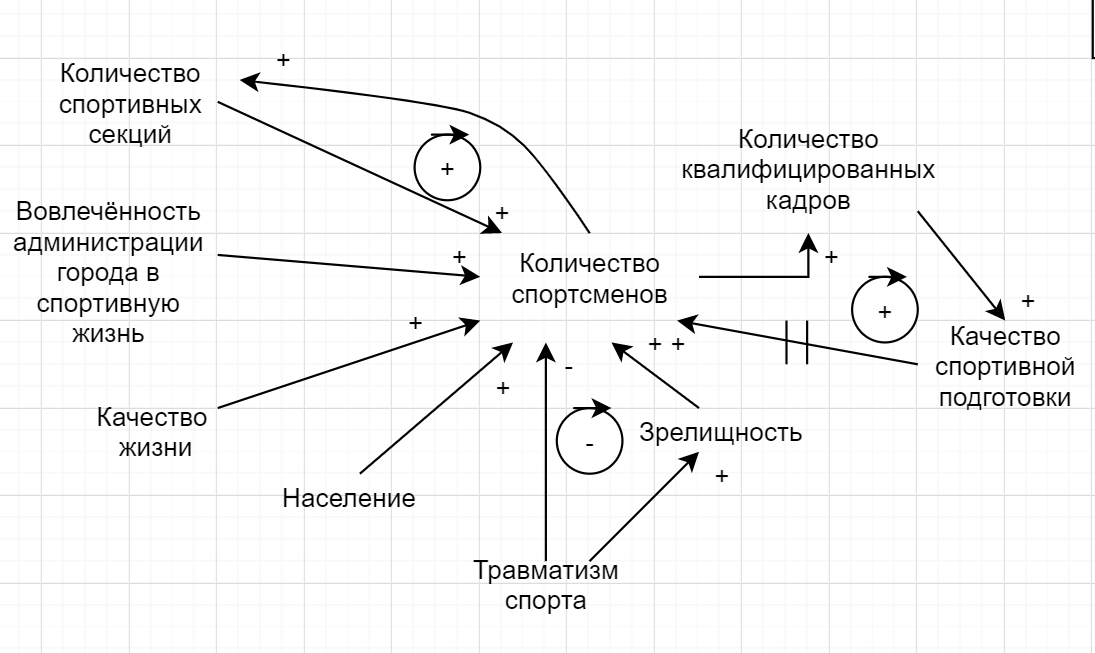 Количество
спортивных
секций
+
+
+
Количество
квалифицированных
кадров
+
Вовлечённость
администрации
города в
спортивную
жизнь
+
Количество
спортсменов
+
+
Качество
спортивной
подготовки
+
+ +
-
+
Качество
жизни
-
Зрелищность
+
Население
Травматизм
спорта